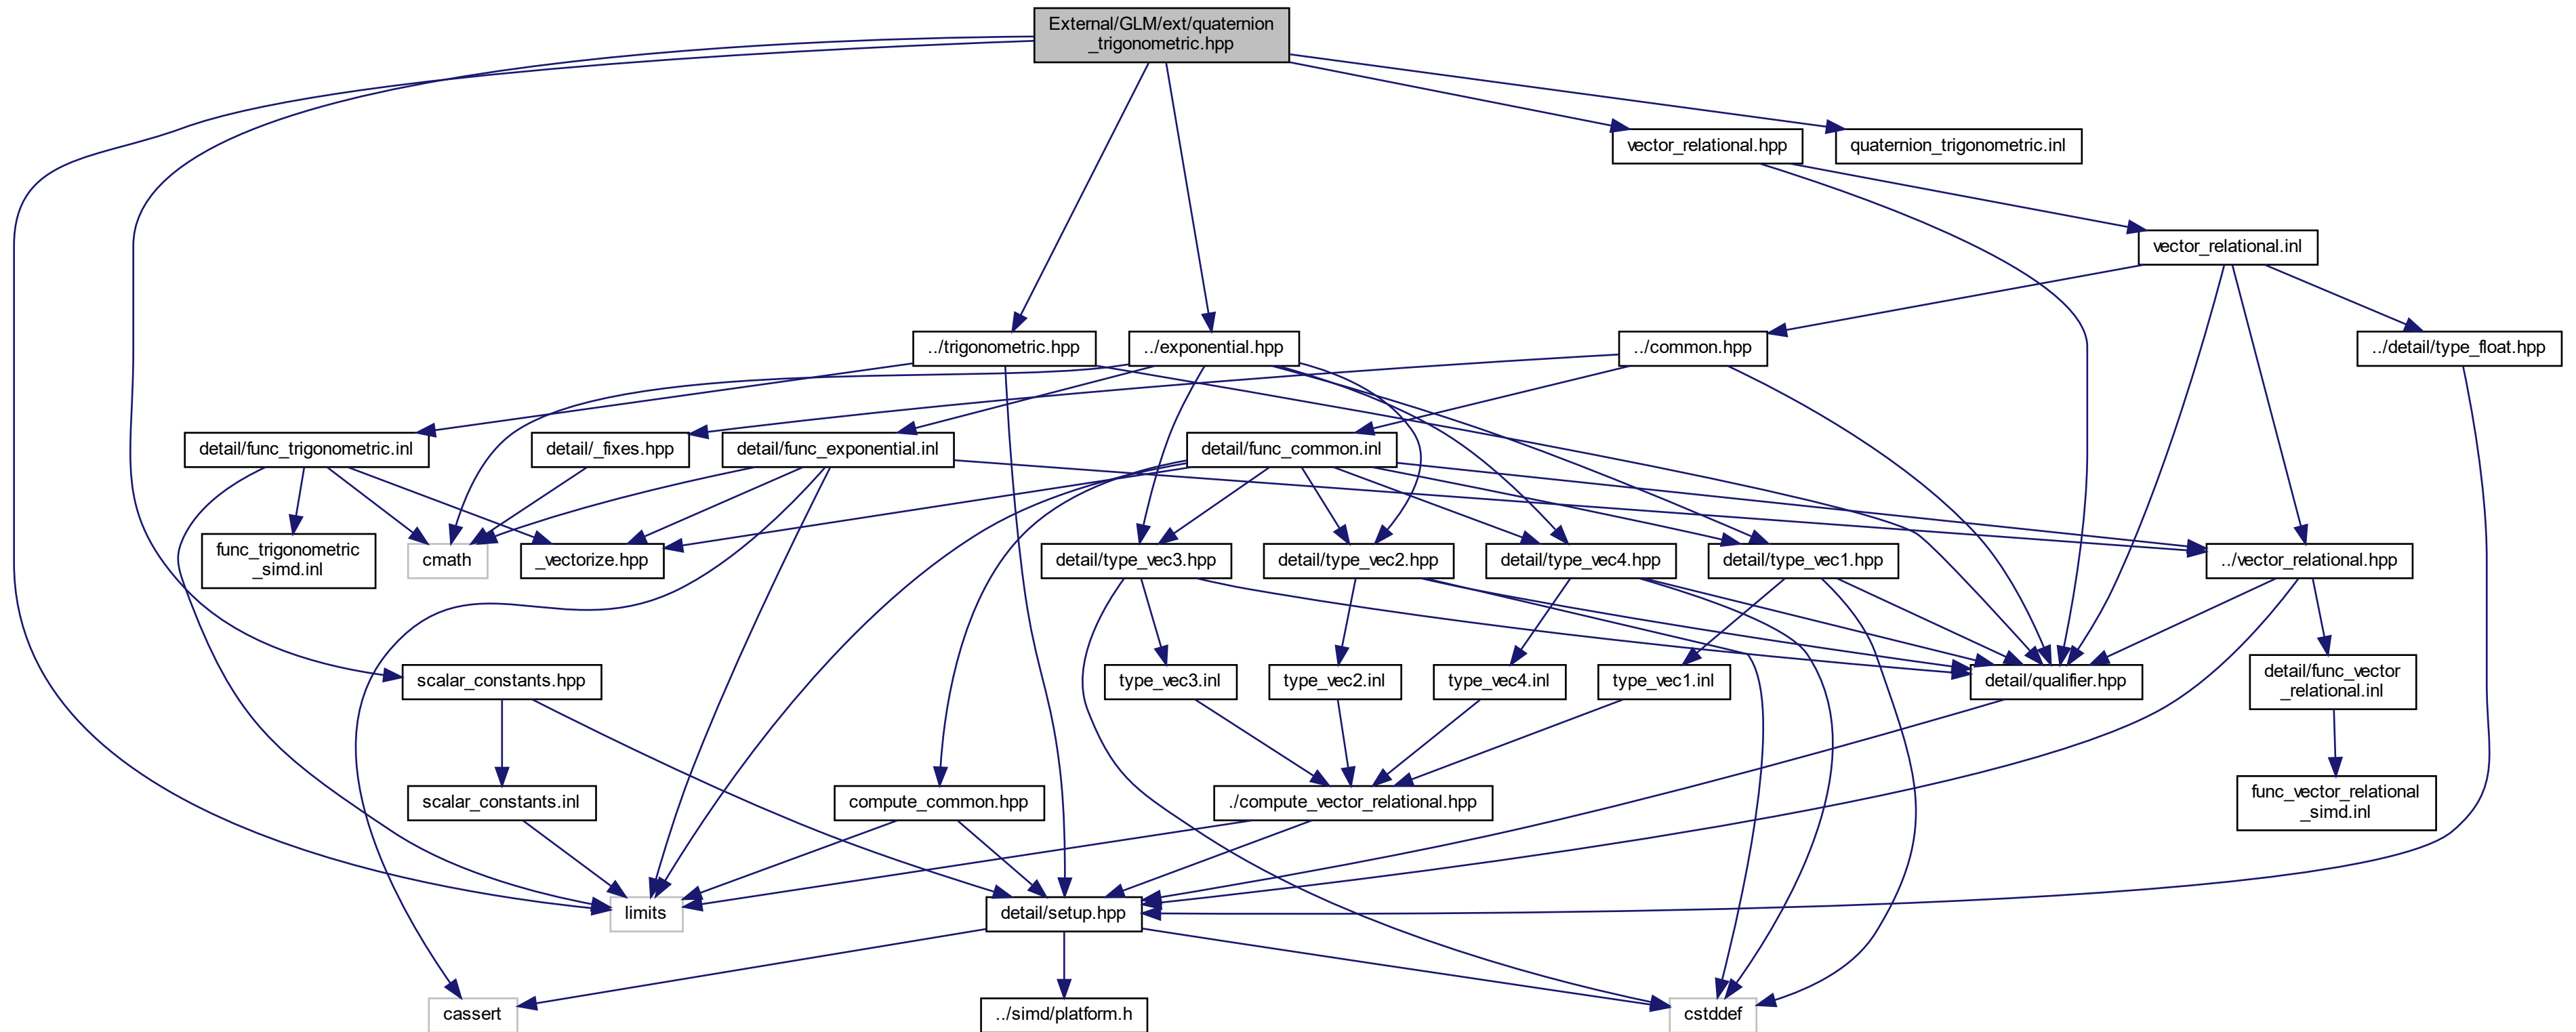 External/GLM/ext/quaternion
_trigonometric.hpp
vector_relational.hpp
quaternion_trigonometric.inl
vector_relational.inl
../trigonometric.hpp
../exponential.hpp
../common.hpp
../detail/type_float.hpp
detail/func_trigonometric.inl
detail/_fixes.hpp
detail/func_exponential.inl
detail/func_common.inl
func_trigonometric
_simd.inl
cmath
_vectorize.hpp
detail/type_vec3.hpp
detail/type_vec2.hpp
detail/type_vec4.hpp
detail/type_vec1.hpp
../vector_relational.hpp
scalar_constants.hpp
type_vec3.inl
type_vec2.inl
type_vec4.inl
type_vec1.inl
detail/qualifier.hpp
detail/func_vector
_relational.inl
scalar_constants.inl
compute_common.hpp
./compute_vector_relational.hpp
func_vector_relational
_simd.inl
limits
detail/setup.hpp
cassert
../simd/platform.h
cstddef